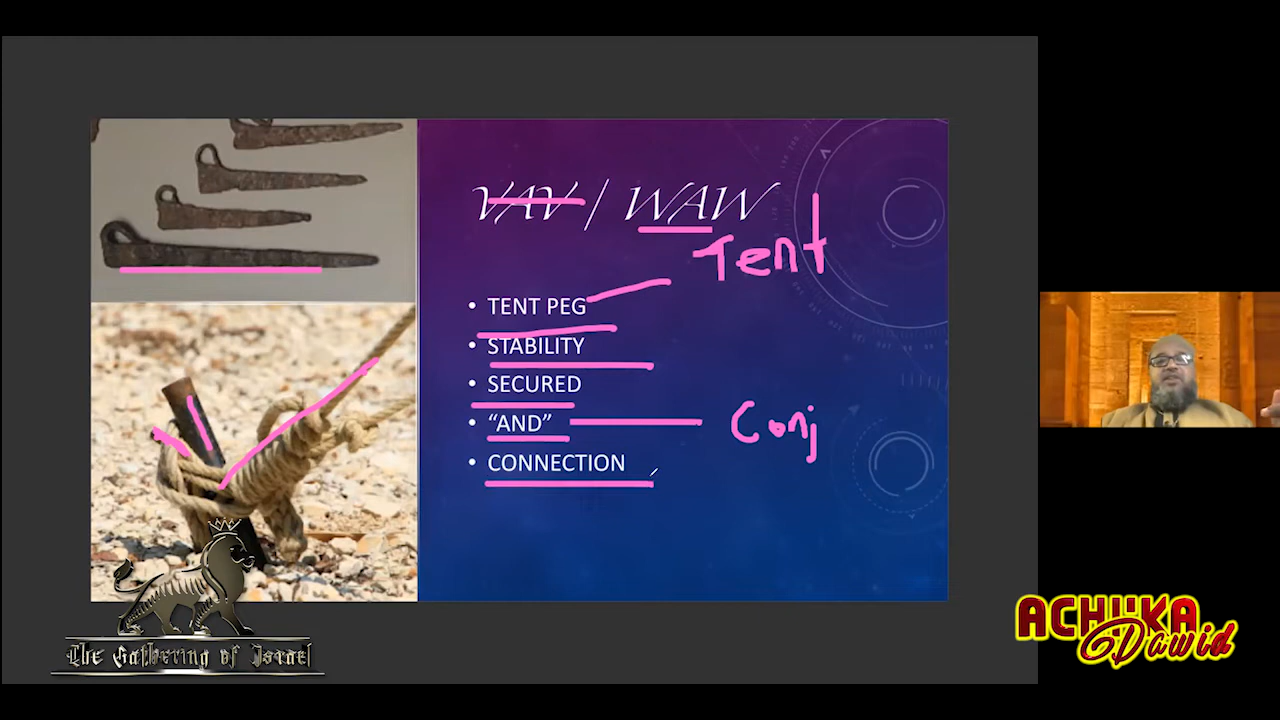 VAV / WAW
Tent
• TENT PEG
• STABILITY
• SECURED
• “AND”
Conj
• CONNECTION
The Gathering of Israel
ACHUKA
Dawid